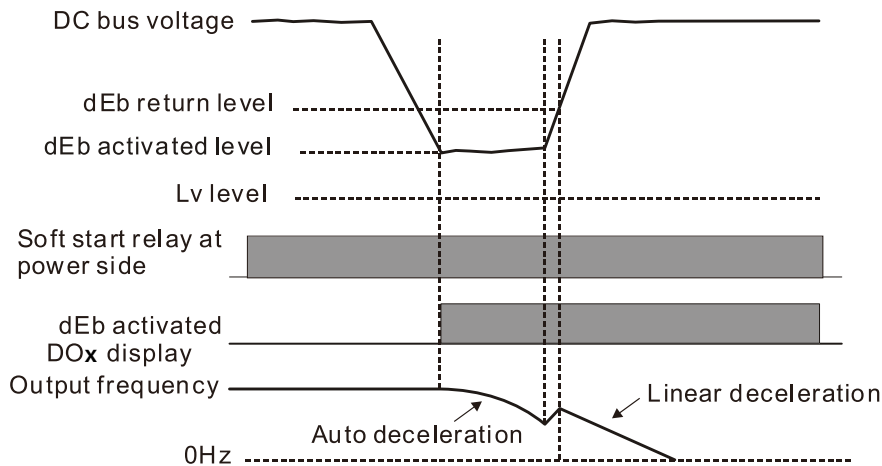 DC bus voltage
dEb return level
dEb activated level
Lv level
Soft start relay at
power side
dEb activated
DOx display
Output frequency
Linear deceleration
Auto deceleration
0Hz